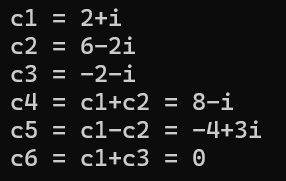 c1 = 2+i
c2 = 6-2i
c3 = -2-i
c4 = c1+c2 = 8-i
c5 = c1-c2 = -4+3i
c6 = c1+c3 = 0